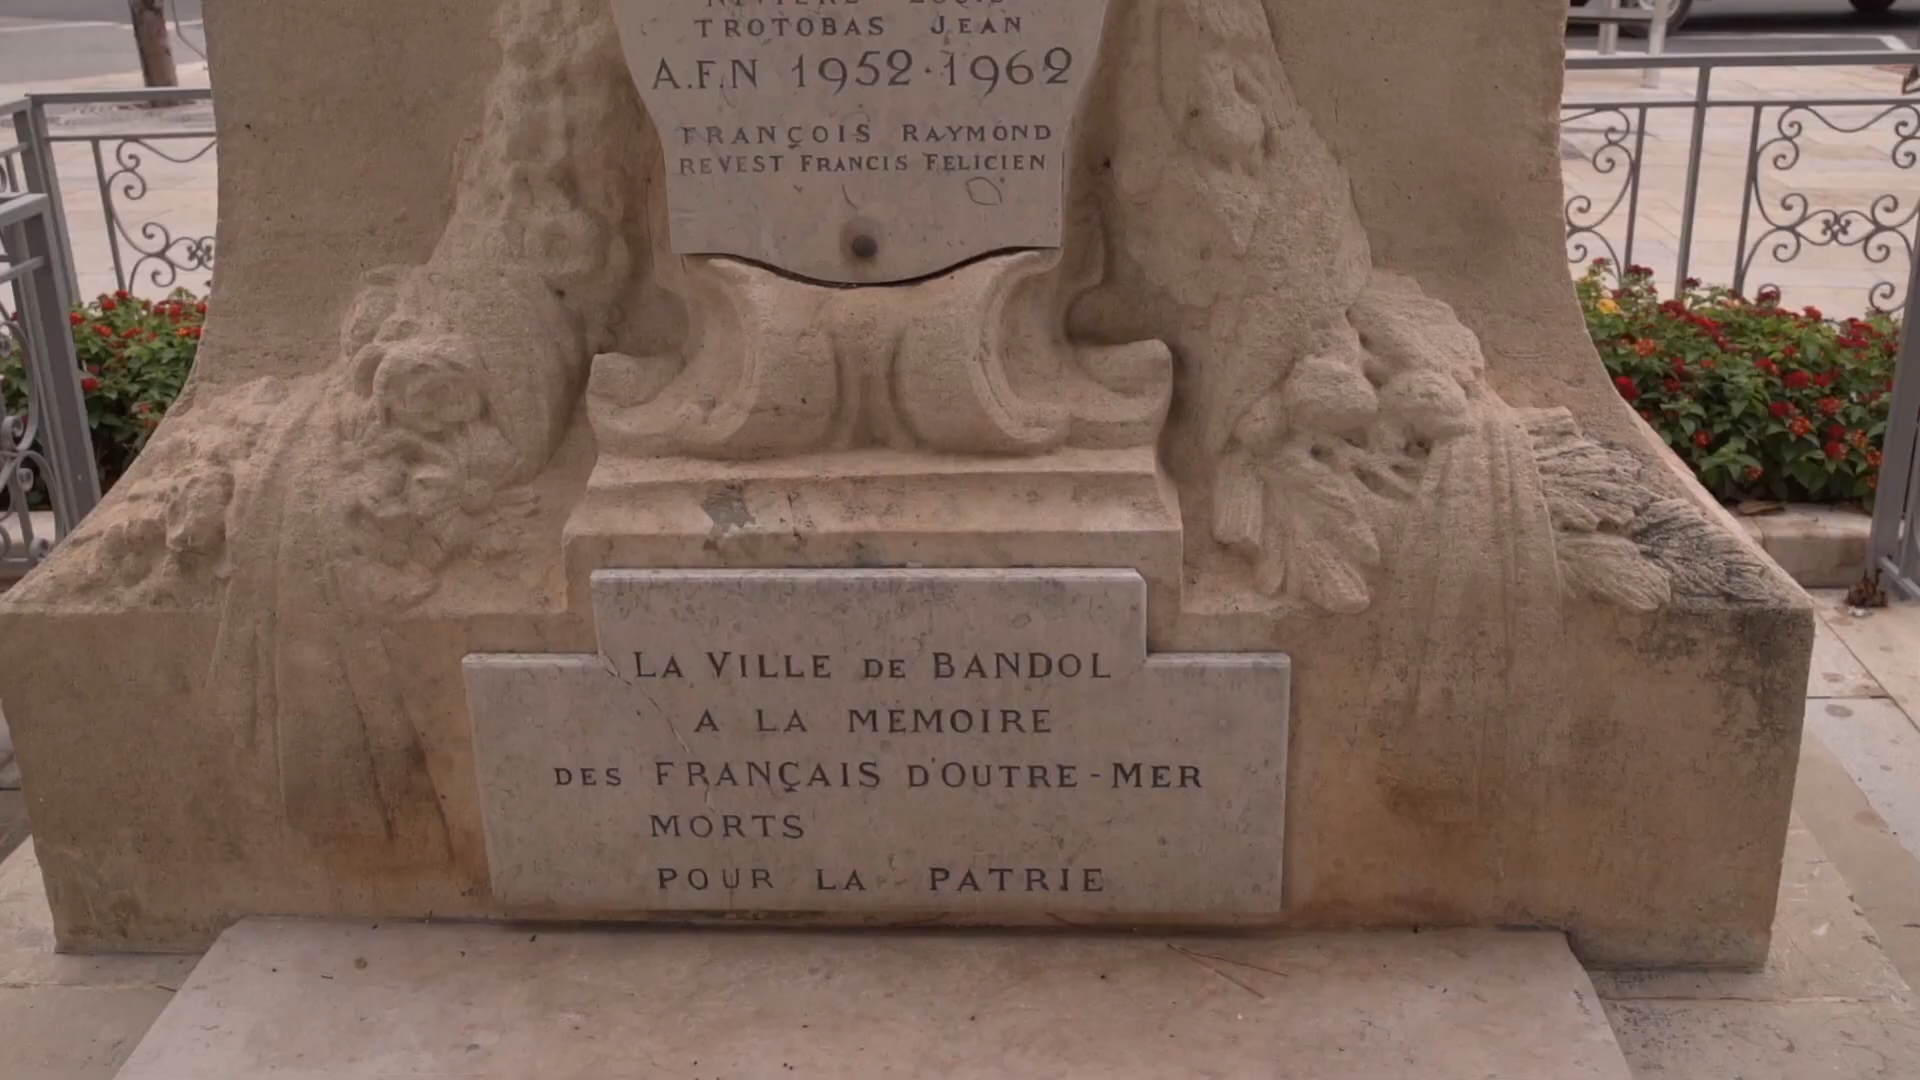 TROTOBAS JEAN
A.F.N 1952.1962
FRANÇOIS RAYMOND
REVEST FRANCIS FELICIEN
LA VILLE DE BANDOL
A LA MEMOIRE
DES FRANÇAIS D'OUTRE-MER
MORTS
POUR LA PATRIE